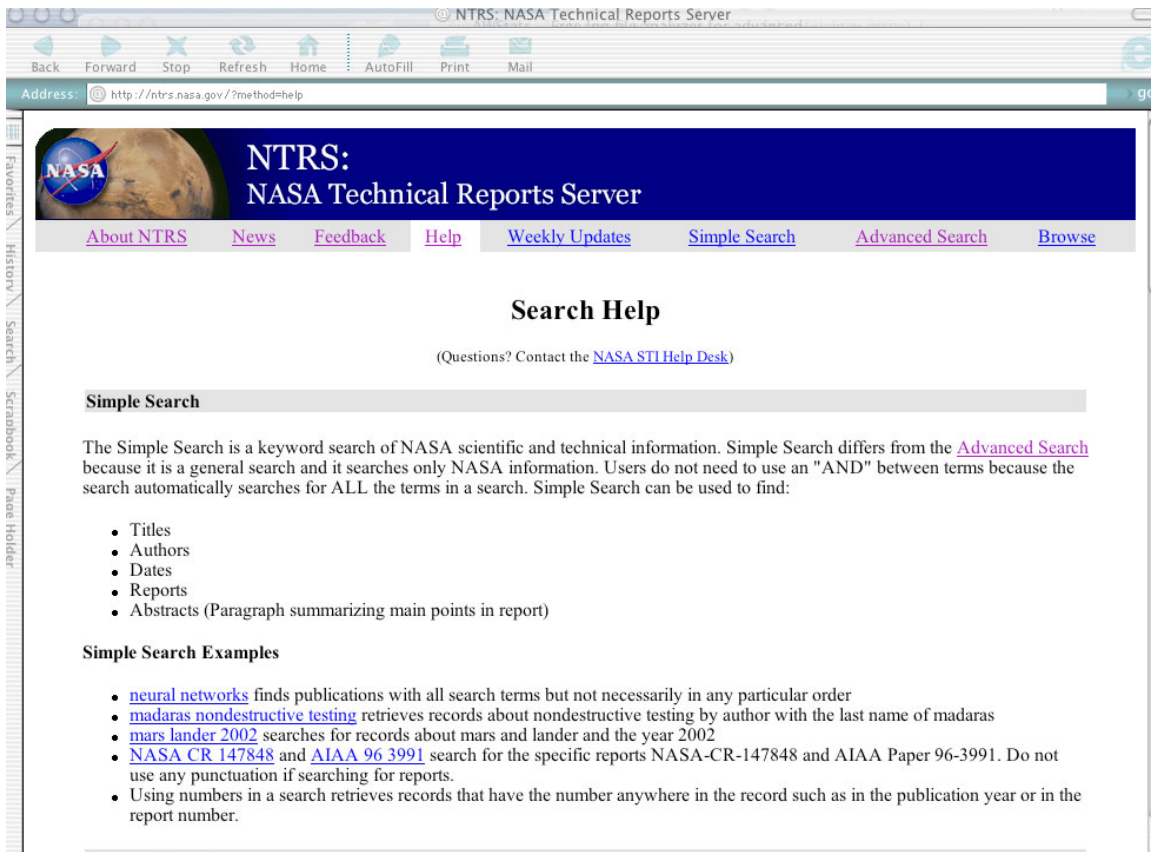 NTRS: NASA Technical Reports Server
Back Forward Stop Refresh Home AutoFill Print Mail
Address: http://ntrs.nasa.gov/?method=help
Favorites
History
Search
Scrapbook
Page Holder
NASA
NTRS:
NASA Technical Reports Server
About NTRS News Feedback Help Weekly Updates Simple Search Advanced Search Browse
Search Help
(Questions? Contact the NASA STI Help Desk)
Simple Search
The Simple Search is a keyword search of NASA scientific and technical information. Simple Search differs from the Advanced Search
because it is a general search and it searches only NASA information. Users do not need to use an "AND" between terms because the
search automatically searches for ALL the terms in a search. Simple Search can be used to find:
• Titles
• Authors
• Dates
• Reports
• Abstracts (Paragraph summarizing main points in report)
Simple Search Examples
• neural networks finds publications with all search terms but not necessarily in any particular order
• madaras nondestructive testing retrieves records about nondestructive testing by author with the last name of madaras
• mars lander 2002 searches for records about mars and lander and the year 2002
• NASA CR 147848 and AIAA 96 3991 search for the specific reports NASA-CR-147848 and AIAA Paper 96-3991. Do not
use any punctuation if searching for reports.
• Using numbers in a search retrieves records that have the number anywhere in the record such as in the publication year or in the
report number.